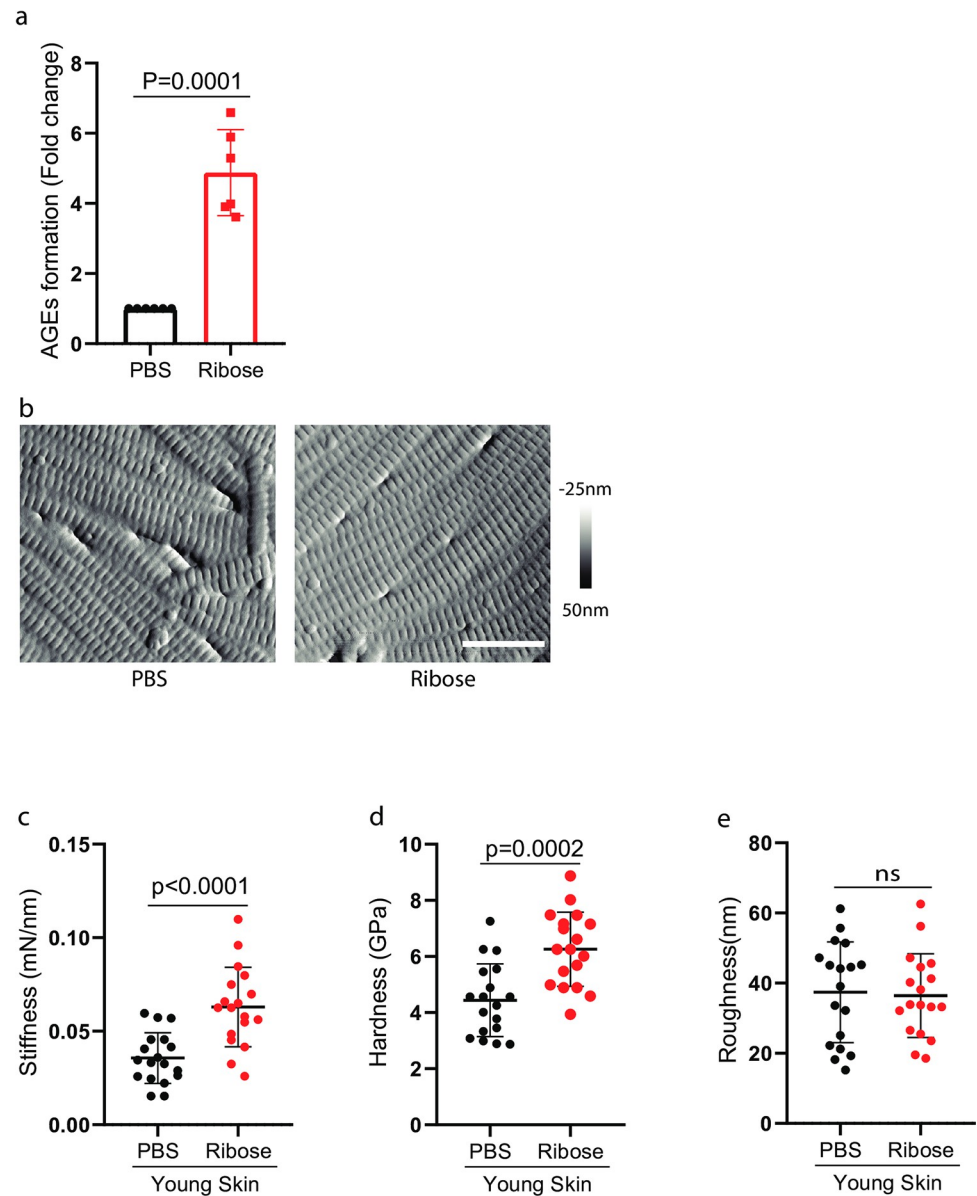 a
AGEs formation (Fold change)
8
6
4
2
0
P=0.0001
PBS
Ribose
b
-25nm
50nm
PBS
Ribose
c
Stiffness (mN/nm)
0.15
0.10
0.05
0.00
p<0.0001
PBS
Ribose
Young Skin
d
Hardness (GPa)
10
8
6
4
2
0
p=0.0002
PBS
Ribose
Young Skin
e
Roughness(nm)
80
60
40
20
0
ns
PBS
Ribose
Young Skin